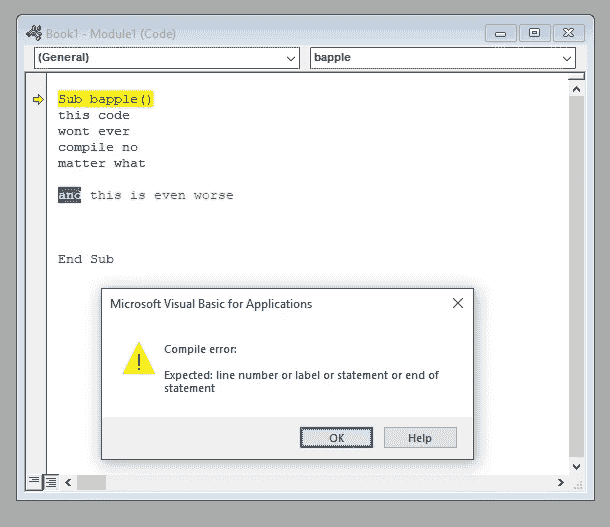 Book1 - Module1 (Code)
(General)
bapple
Sub bapple()
this code
wont ever
compile no
matter what
and this is even worse
End Sub
Microsoft Visual Basic for Applications
Compile error:
Expected: line number or label or statement or end of
statement
OK
Help